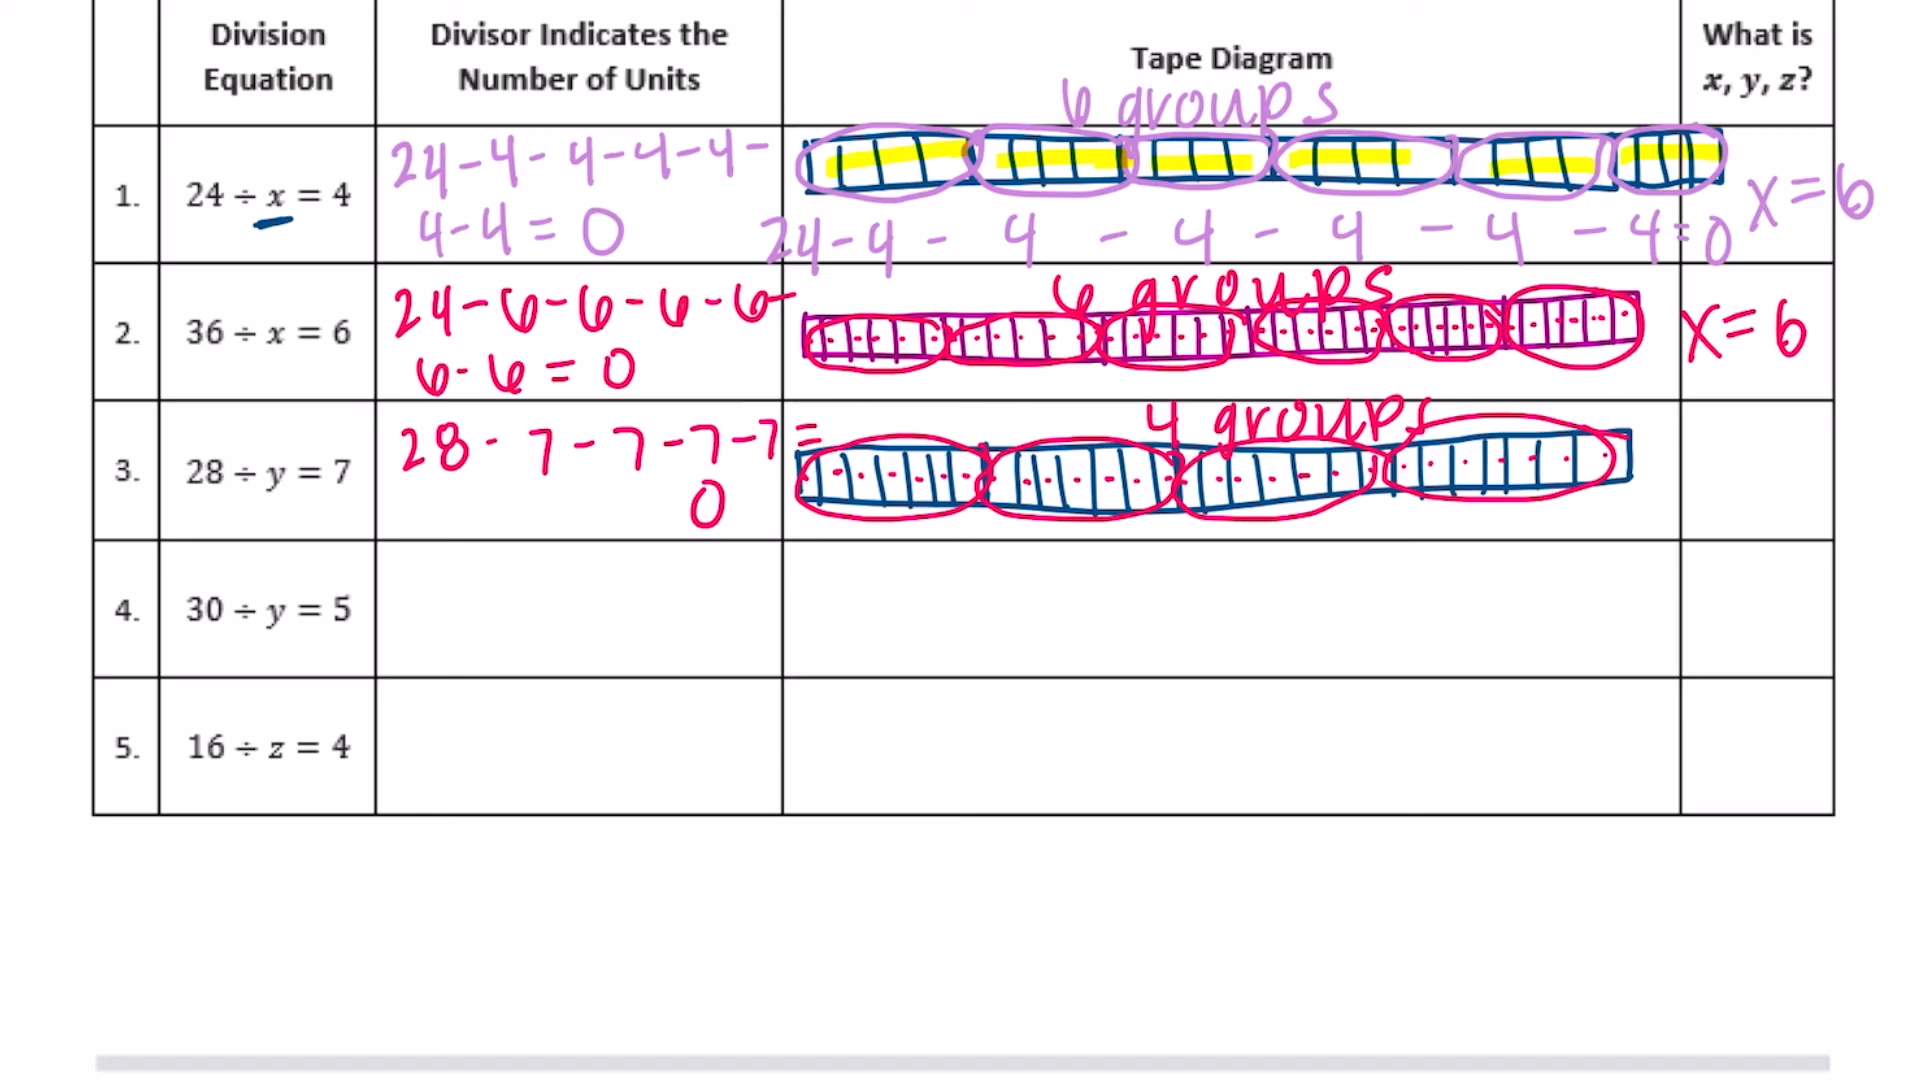 Division Equation
Divisor Indicates the Number of Units
Tape Diagram
What is x, y, z?
6 groups
1.
24 ÷ x = 4
24-4-4-4-4-
4-4=0
24-4-4-4-4-4-4=0
x=6
2.
36 ÷ x = 6
24-6-6-6-6-
6-6=0
6 groups
x=6
3.
28 ÷ y = 7
28-7-7-7-7=
0
4 groups
4.
30 ÷ y = 5
5.
16 ÷ z = 4